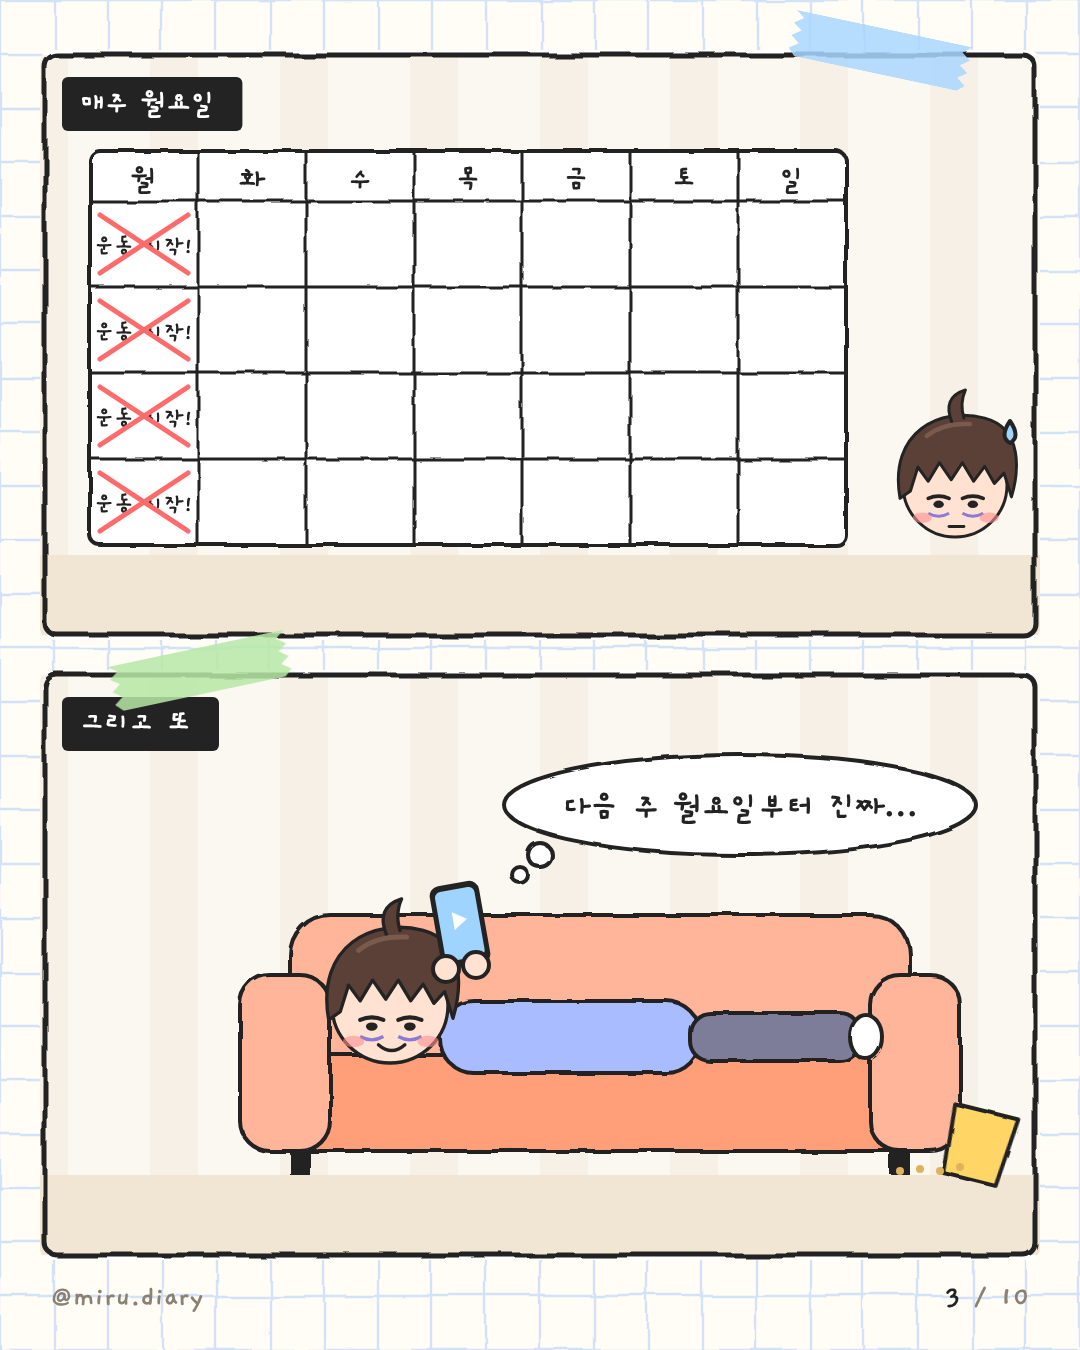 매주 월요일
월 화 수 목 금 토 일
운동 시작!
운동 시작!
운동 시작!
운동 시작!
그리고 또
다음 주 월요일부터 진짜...
@miru.diary
3 / 10